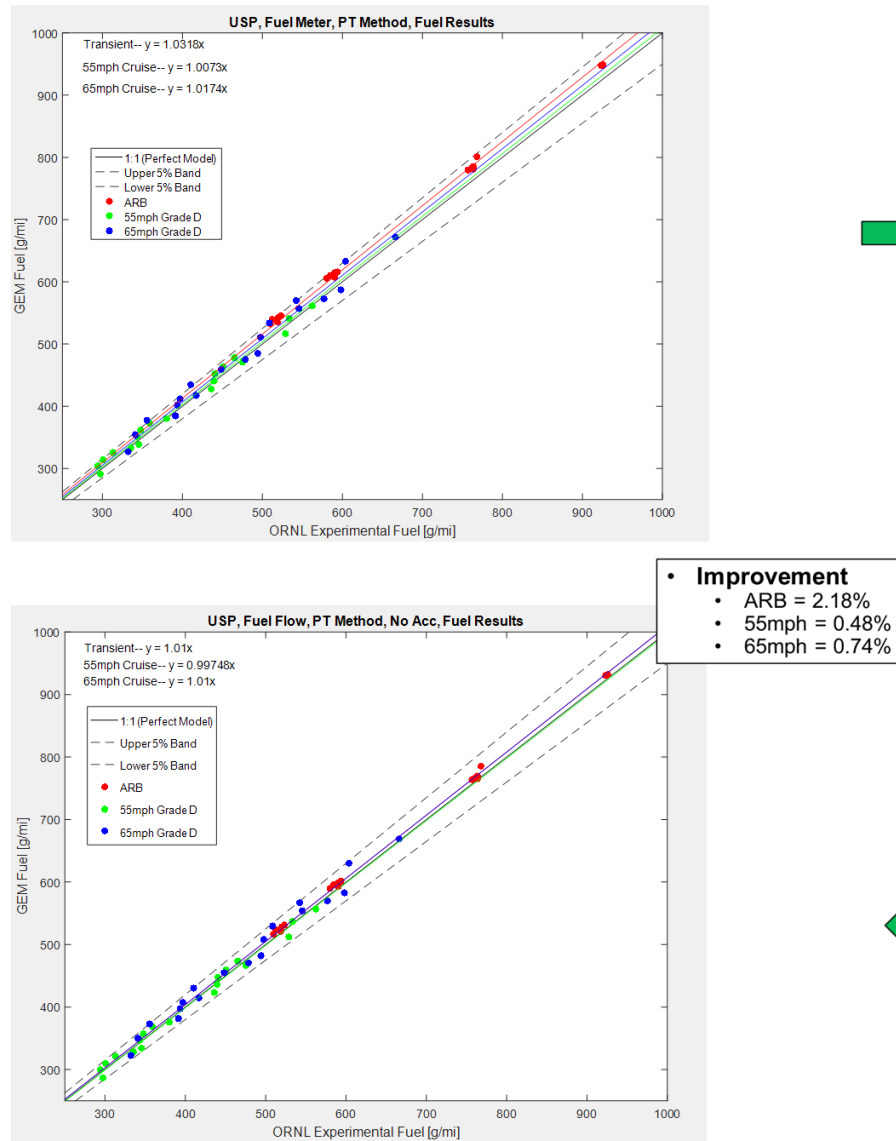 USP, Fuel Meter, PT Method, Fuel Results
Transient-- y = 1.0318x
55mph Cruise-- y = 1.0073x
65mph Cruise-- y = 1.0174x
1:1 (Perfect Model)
Upper 5% Band
Lower 5% Band
ARB
55mph Grade D
65mph Grade D
GEM Fuel [g/mi]
1000
900
800
700
600
500
400
300
300 400 500 600 700 800 900 1000
ORNL Experimental Fuel [g/mi]
• Improvement
• ARB = 2.18%
• 55mph = 0.48%
• 65mph = 0.74%
USP, Fuel Flow, PT Method, No Acc, Fuel Results
Transient-- y = 1.01x
55mph Cruise-- y = 0.99748x
65mph Cruise-- y = 1.01x
1:1 (Perfect Model)
Upper 5% Band
Lower 5% Band
ARB
55mph Grade D
65mph Grade D
GEM Fuel [g/mi]
1000
900
800
700
600
500
400
300
300 400 500 600 700 800 900 1000
ORNL Experimental Fuel [g/mi]